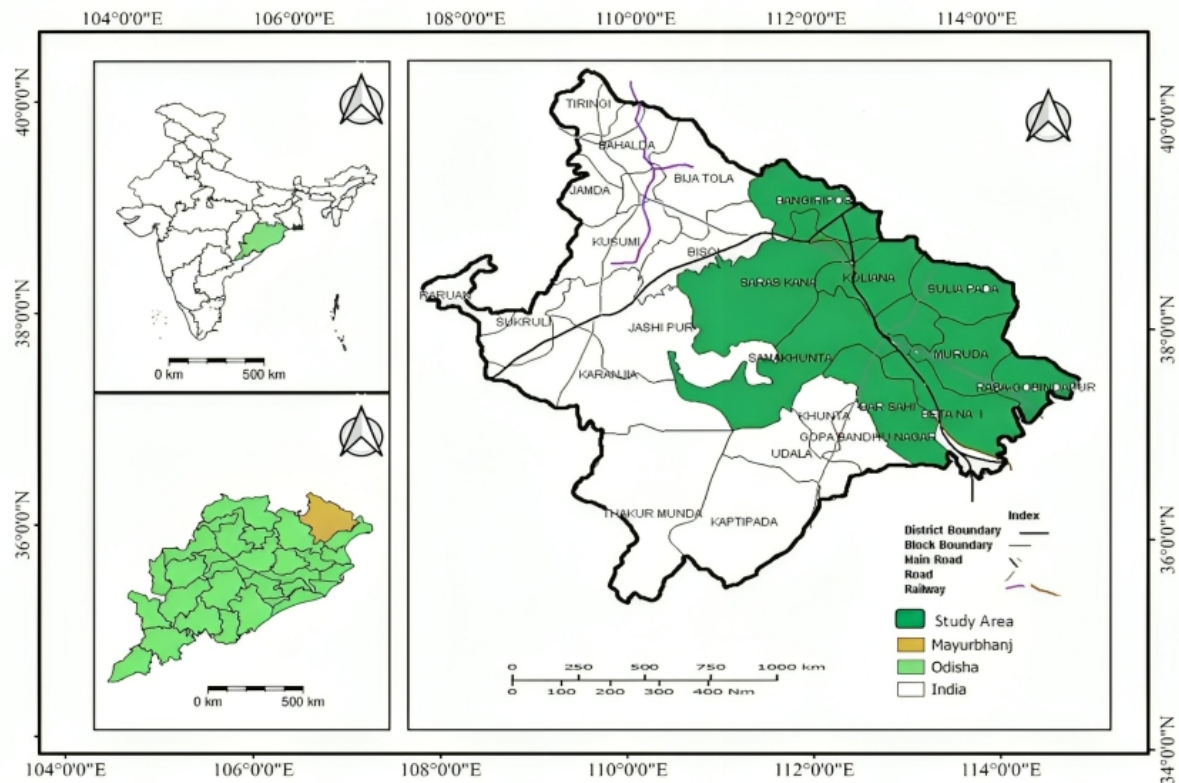 104°0'0"E 106°0'0"E 108°0'0"E 110°0'0"E 112°0'0"E 114°0'0"E
40°0'0"N
38°0'0"N
36°0'0"N
0 km 500 km
0 km 500 km
TIRINGI
BAHALDA
BIJA TOLA
JAMDA
BANGIRIPOSI
KUSUMI
BISOI
SARAS KANA
KOLIANA
SULIA PADA
RARUAN
SUKRULI
JASHI PUR
SAMAKHUNTA
MURUDA
KARANJIA
RASA GOBINDAPUR
BAR SAHI
BETA NA I
KHUNTA
GOPA BANDHU NAGAR
UDALA
THAKUR MUNDA
KAPTIPADA
Index
District Boundary
Block Boundary
Main Road
Road
Railway
Study Area
Mayurbhanj
Odisha
India
0 250 500 750 1000 km
0 100 200 300 400 Nm
40°0'0"N
38°0'0"N
36°0'0"N
34°0'0"N
104°0'0"E 106°0'0"E 108°0'0"E 110°0'0"E 112°0'0"E 114°0'0"E